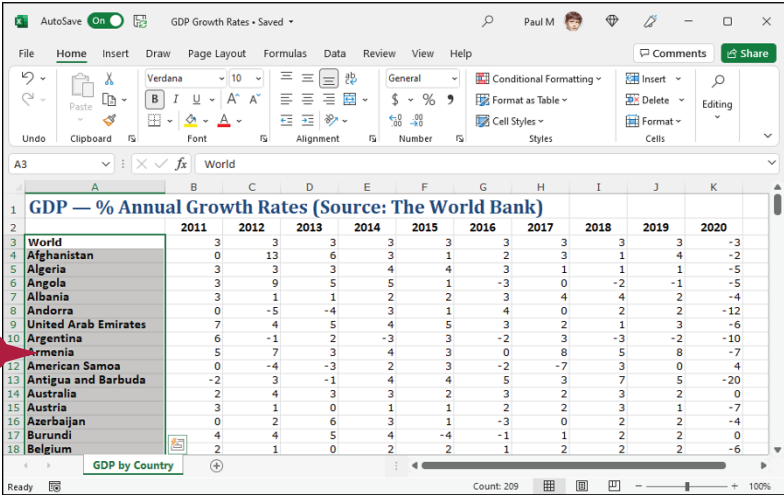 AutoSave On GDP Growth Rates • Saved Paul M
File Home Insert Draw Page Layout Formulas Data Review View Help Comments Share
Verdana 10 General Conditional Formatting Insert
Paste B I U A A $ % Format as Table Delete Editing
A Cell Styles Format
Undo Clipboard Font Alignment Number Styles Cells
A3 fx World
A B C D E F G H I J K
1 GDP — % Annual Growth Rates (Source: The World Bank)
2 2011 2012 2013 2014 2015 2016 2017 2018 2019 2020
3 World 3 3 3 3 3 3 3 3 3 -3
4 Afghanistan 0 13 6 3 1 2 3 1 4 -2
5 Algeria 3 3 3 4 4 3 1 1 1 -5
6 Angola 3 9 5 5 1 -3 0 -2 -1 -5
7 Albania 3 1 1 2 2 3 4 4 2 -4
8 Andorra 0 -5 -4 3 1 4 0 2 2 -12
9 United Arab Emirates 7 4 5 4 5 3 2 1 3 -6
10 Argentina 6 -1 2 -3 3 -2 3 -3 -2 -10
Armenia 5 7 3 4 3 0 8 5 8 -7
12 American Samoa 0 -4 -3 2 3 -2 -7 3 0 4
13 Antigua and Barbuda -2 3 -1 4 4 5 3 7 5 -20
14 Australia 2 4 3 3 2 3 2 3 2 0
15 Austria 3 1 0 1 1 2 2 3 1 -7
16 Azerbaijan 0 2 6 3 1 -3 0 2 2 -4
17 Burundi 4 4 5 4 -4 -1 1 2 2 0
18 Belgium 2 1 0 2 2 1 2 2 2 -6
GDP by Country
Ready Count: 209 100%